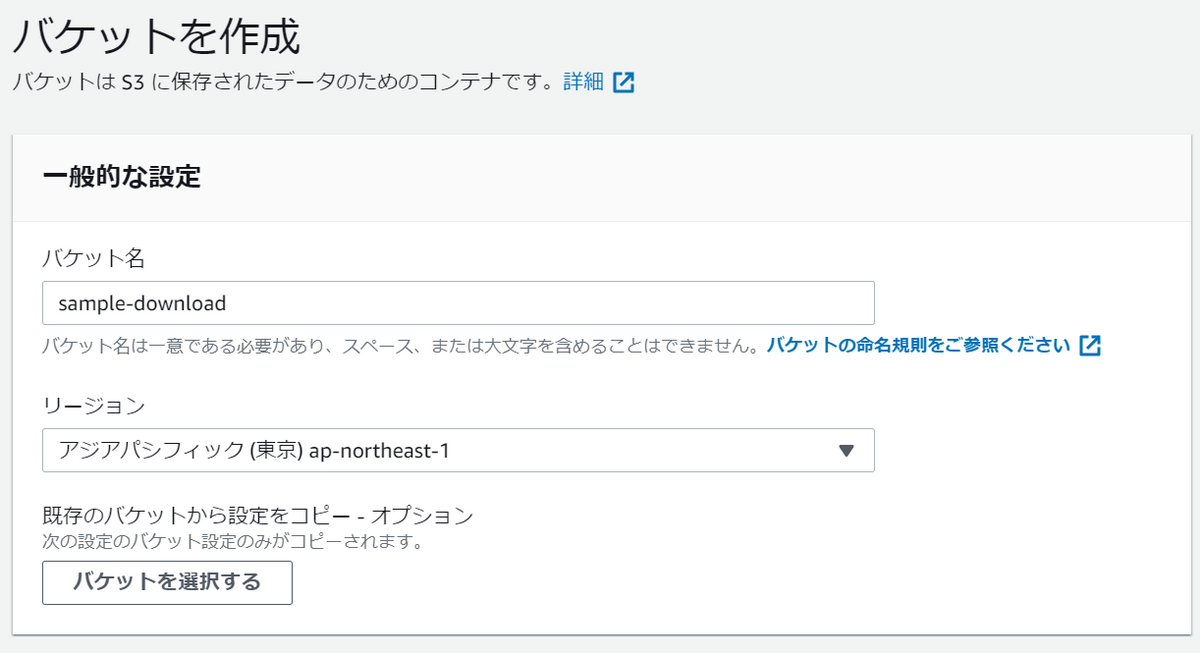 バケットを作成
バケットは S3 に保存されたデータのためのコンテナです。詳細
一般的な設定
バケット名
sample-download
バケット名は一意である必要があり、スペース、または大文字を含めることはできません。バケットの命名規則をご参照ください
リージョン
アジアパシフィック (東京) ap-northeast-1
既存のバケットから設定をコピー - オプション
次の設定のバケット設定のみがコピーされます。
バケットを選択する